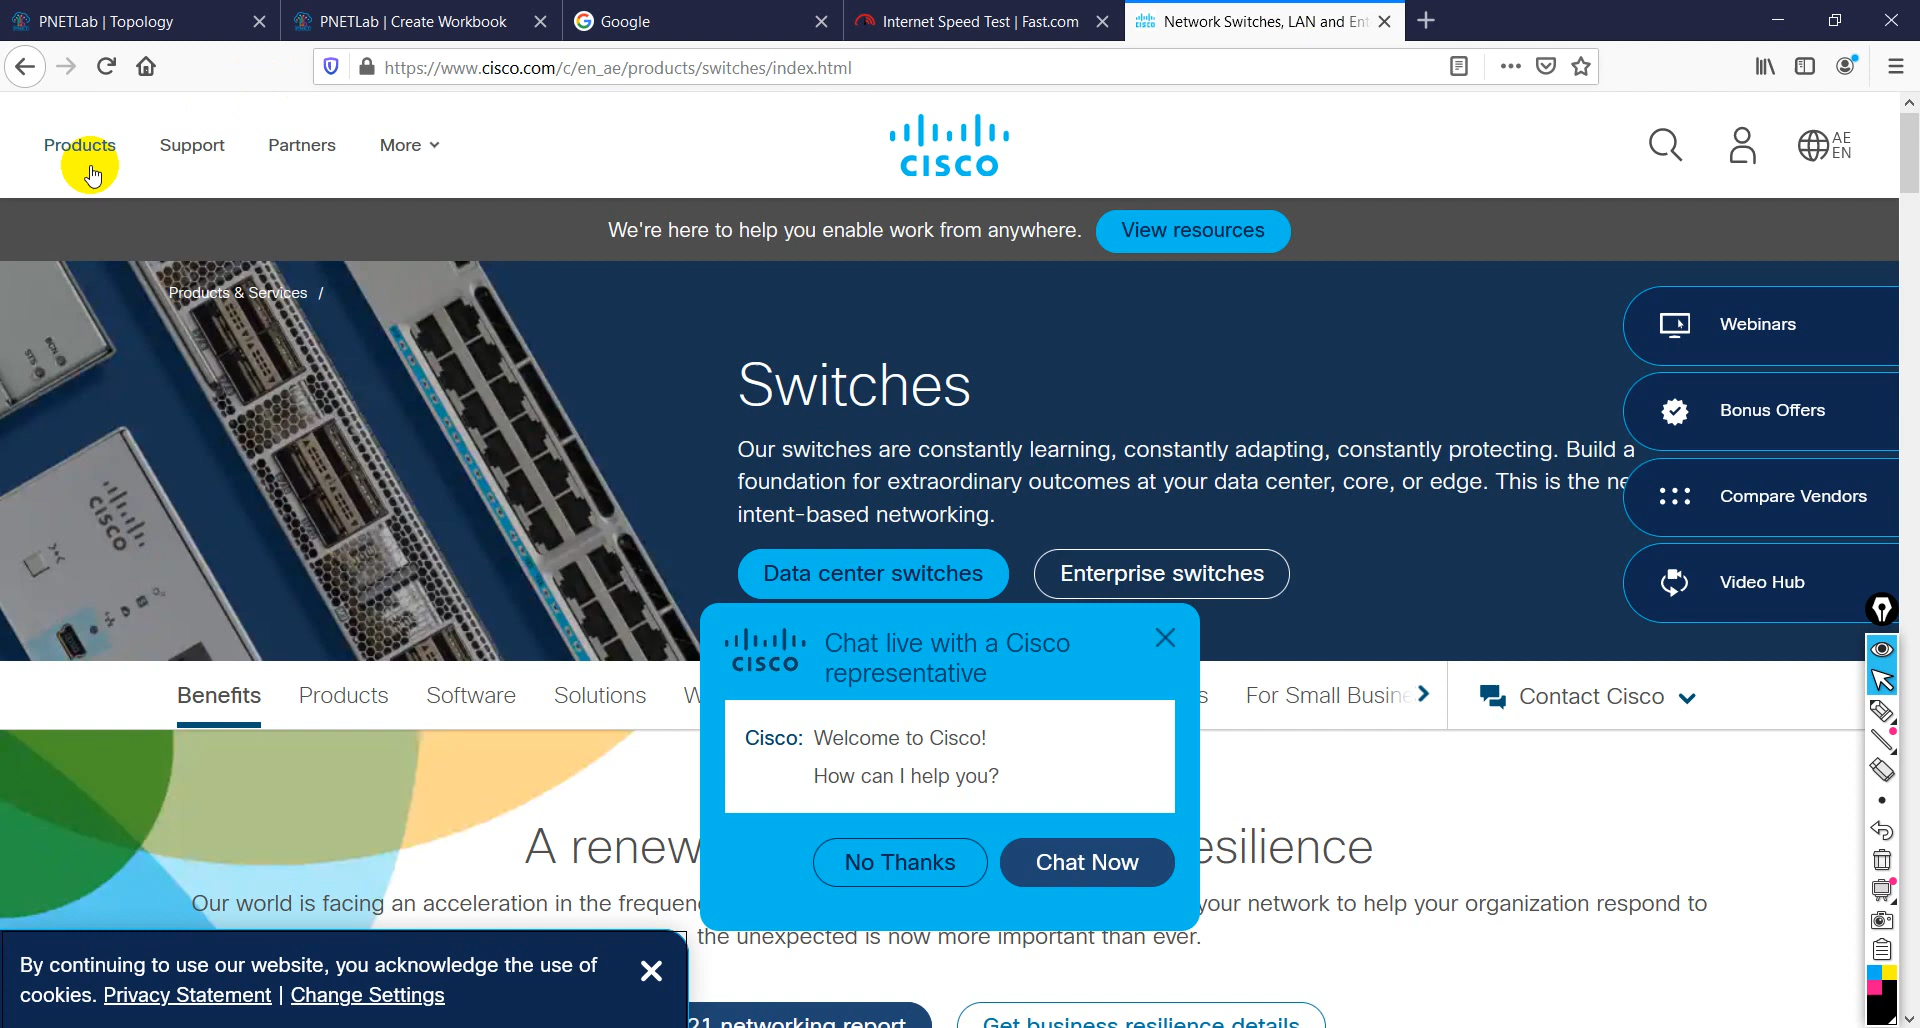 PNETLab | Topology
PNETLab | Create Workbook
Google
Internet Speed Test | Fast.com
Network Switches, LAN and Ent
https://www.cisco.com/c/en_ae/products/switches/index.html
Products
Support
Partners
More
CISCO
AE
EN
We're here to help you enable work from anywhere.
View resources
Products & Services /
Webinars
Bonus Offers
Compare Vendors
Video Hub
Switches
Our switches are constantly learning, constantly adapting, constantly protecting. Build a
foundation for extraordinary outcomes at your data center, core, or edge. This is the ne
intent-based networking.
Data center switches
Enterprise switches
CISCO
STS
BCN
Benefits
Products
Software
Solutions
W
s
For Small Busine
Contact Cisco
CISCO
Chat live with a Cisco
representative
Cisco: Welcome to Cisco!
How can I help you?
No Thanks
Chat Now
A renew
esilience
Our world is facing an acceleration in the frequen
your network to help your organization respond to
the unexpected is now more important than ever.
By continuing to use our website, you acknowledge the use of
cookies. Privacy Statement | Change Settings
21 networking report
Get business resilience details